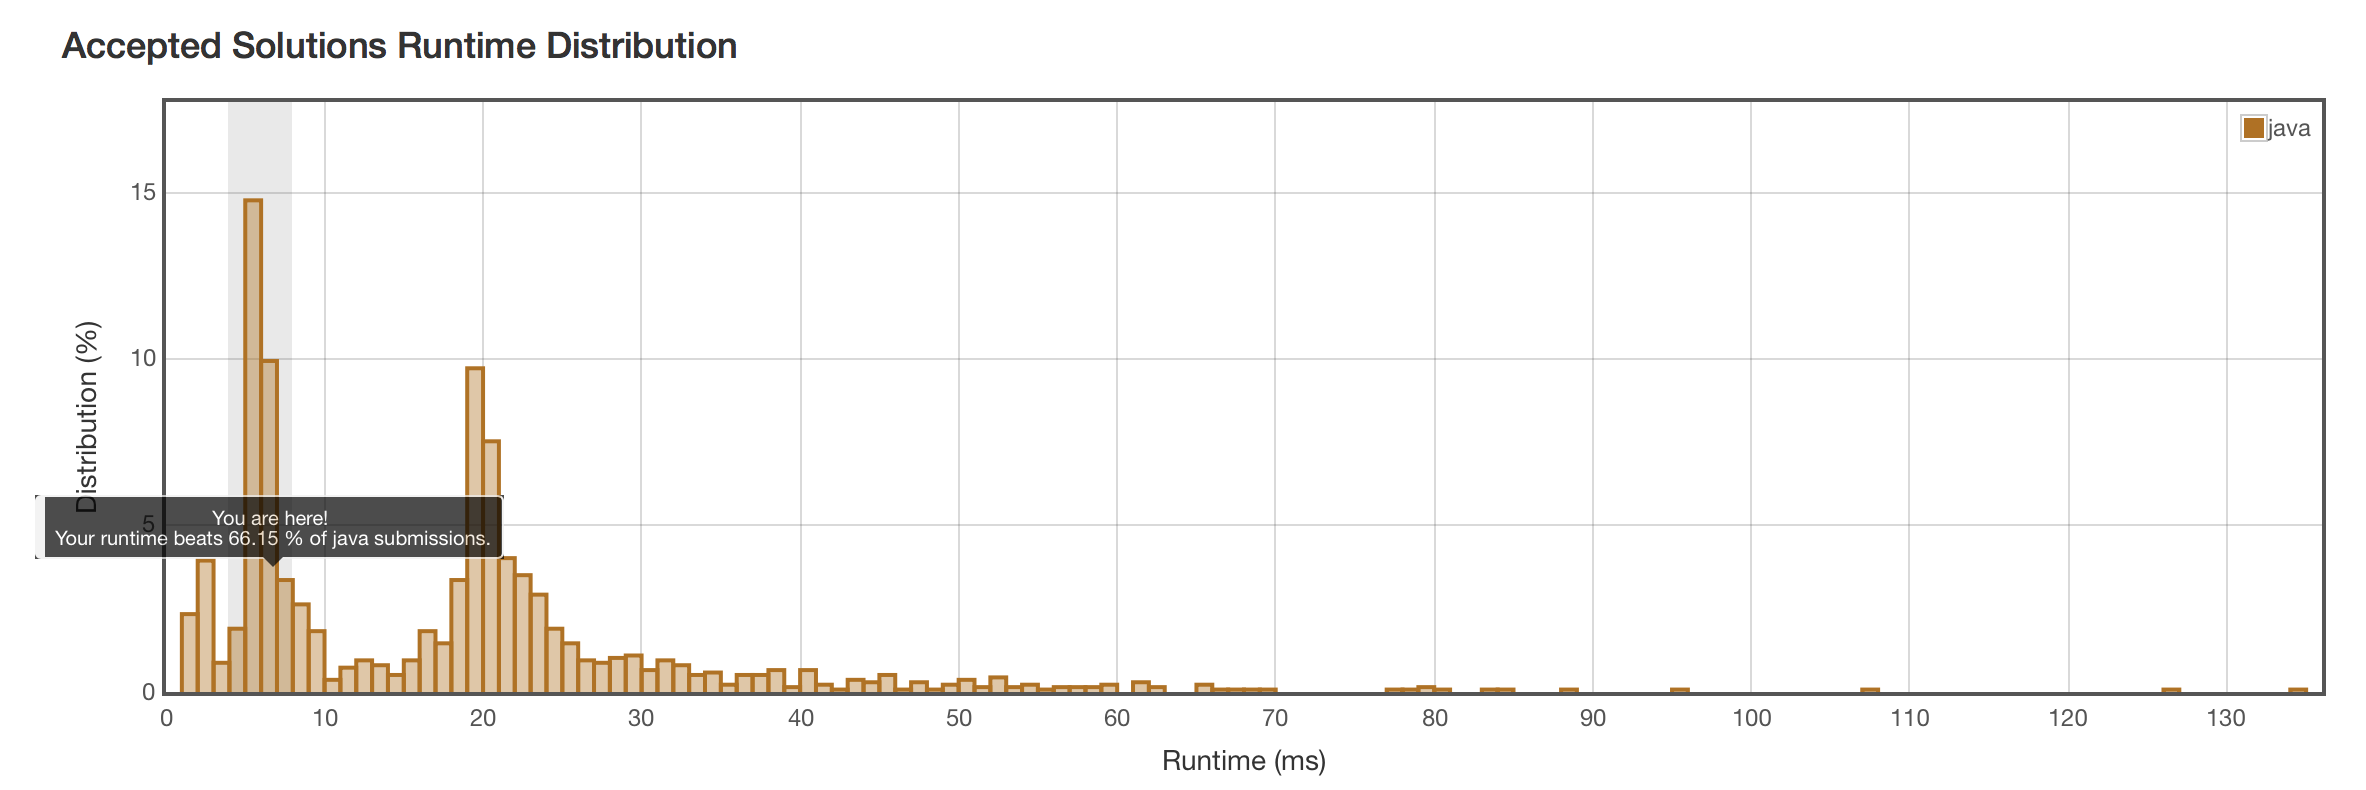 Accepted Solutions Runtime Distribution
java
15
10
5
0
Distribution (%)
You are here!
Your runtime beats 66.15 % of java submissions.
0 10 20 30 40 50 60 70 80 90 100 110 120 130
Runtime (ms)